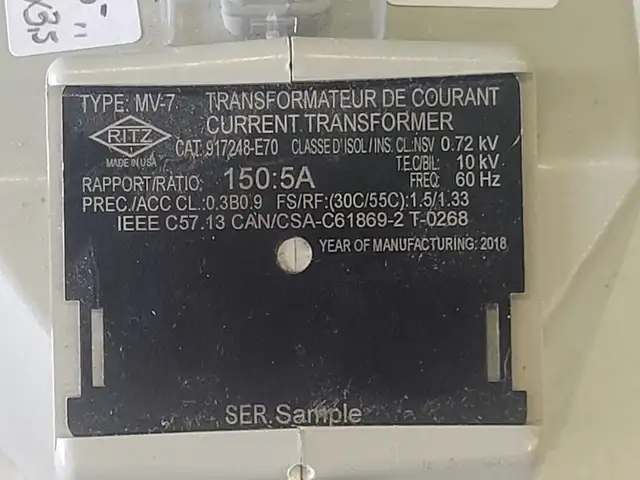 TYPE: MV-7 TRANSFORMATEUR DE COURANT
CURRENT TRANSFORMER
RITZ
MADE IN USA
CAT. 917248-E70 CLASSE D'ISOL/INS. CL:NSV 0.72 kV
T.E.C/BIL: 10 kV
RAPPORT/RATIO: 150:5A FREQ: 60 Hz
PREC./ACC CL:0.3B0.9 FS/RF:(30C/55C):1.5/1.33
IEEE C57.13 CAN/CSA-C61869-2 T-0268
YEAR OF MANUFACTURING: 2018
SER. Sample